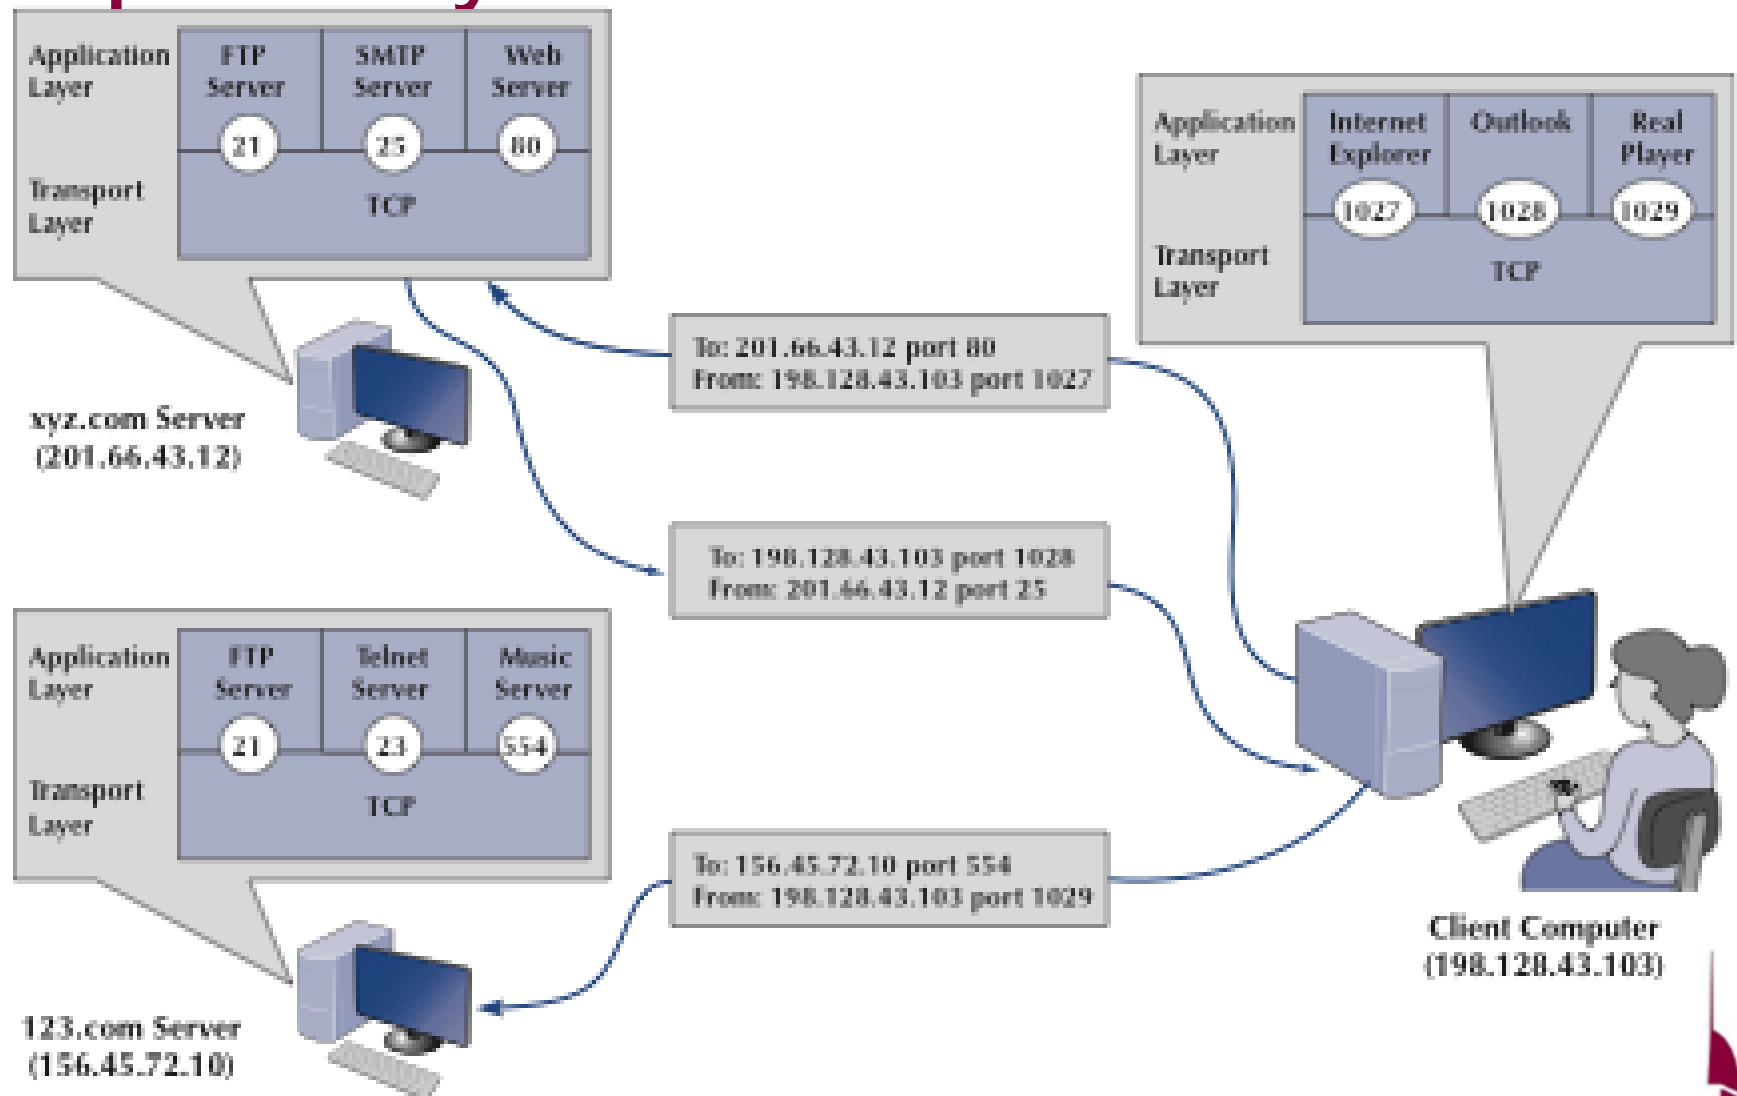 Application
Layer
FTP
Server
SMTP
Server
Web
Server
21
25
80
Transport
Layer
TCP
xyz.com Server
(201.66.43.12)
Application
Layer
Internet
Explorer
Outlook
Real
Player
1027
1028
1029
Transport
Layer
TCP
To: 201.66.43.12 port 80
From: 198.128.43.103 port 1027
To: 198.128.43.103 port 1028
From: 201.66.43.12 port 25
Application
Layer
FTP
Server
Telnet
Server
Music
Server
21
23
554
Transport
Layer
TCP
To: 156.45.72.10 port 554
From: 198.128.43.103 port 1029
123.com Server
(156.45.72.10)
Client Computer
(198.128.43.103)